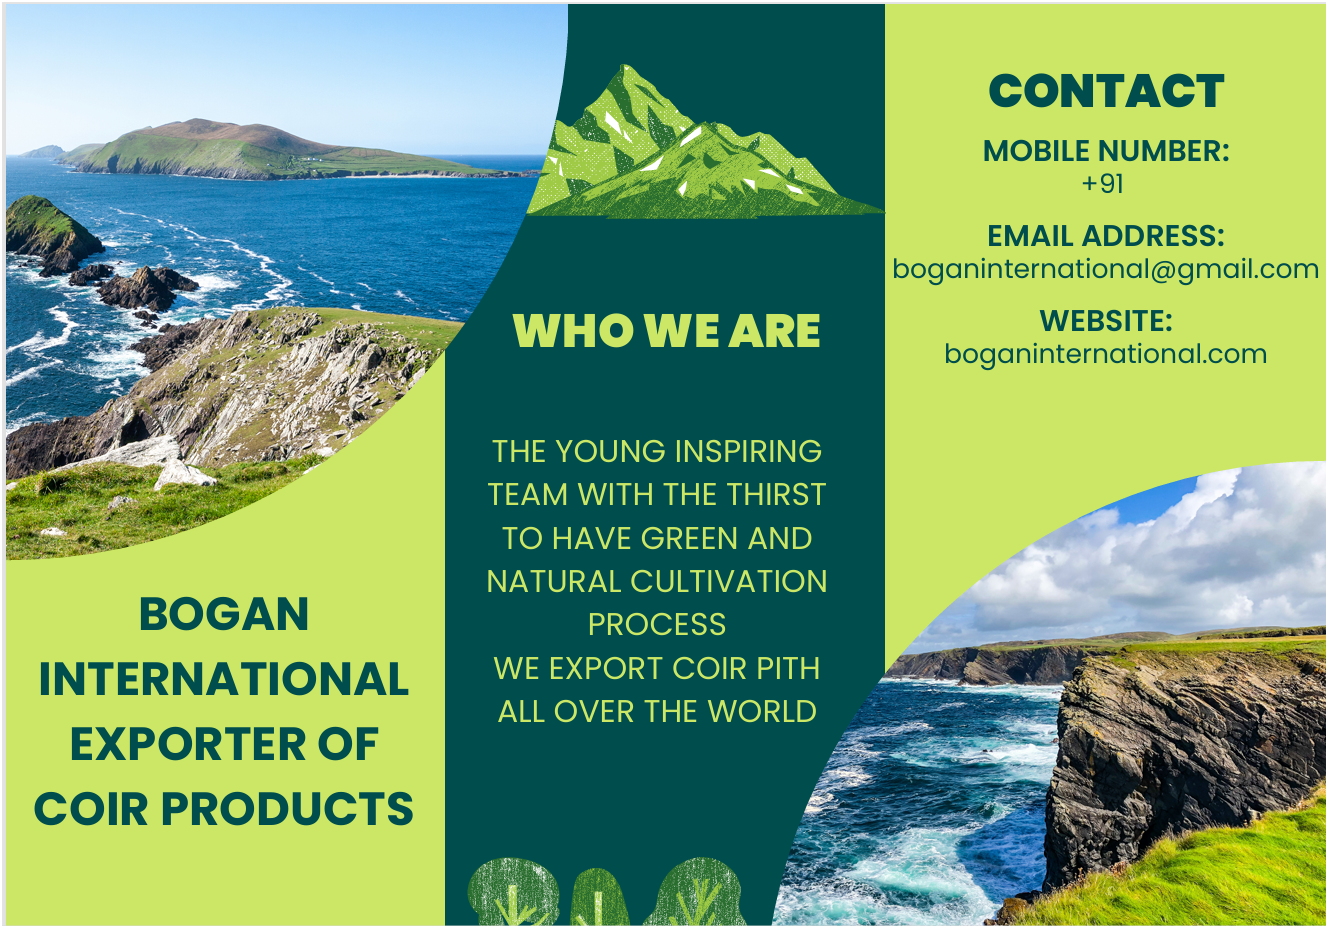 BOGAN
INTERNATIONAL
EXPORTER OF
COIR PRODUCTS
WHO WE ARE
THE YOUNG INSPIRING
TEAM WITH THE THIRST
TO HAVE GREEN AND
NATURAL CULTIVATION
PROCESS
WE EXPORT COIR PITH
ALL OVER THE WORLD
CONTACT
MOBILE NUMBER:
+91
EMAIL ADDRESS:
boganinternational@gmail.com
WEBSITE:
boganinternational.com